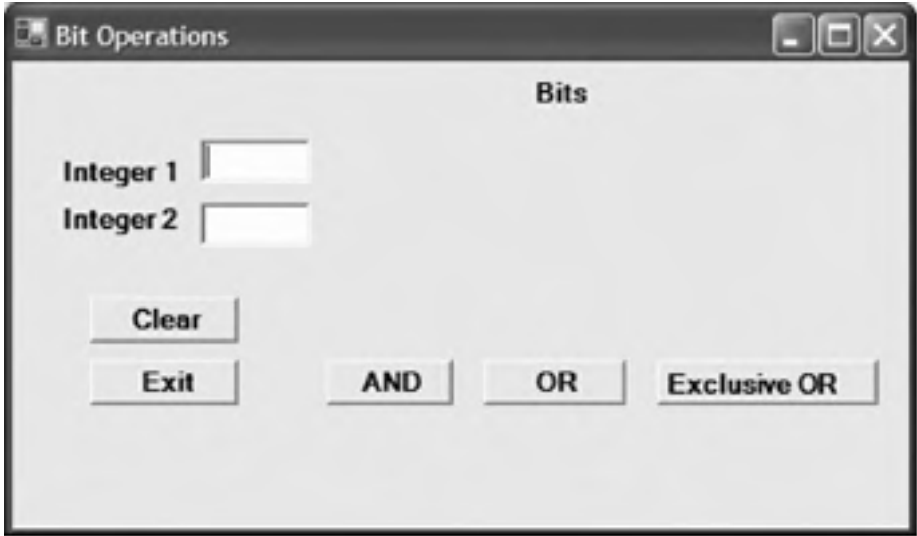 Bit Operations
Bits
Integer 1
Integer 2
Clear
Exit AND OR Exclusive OR